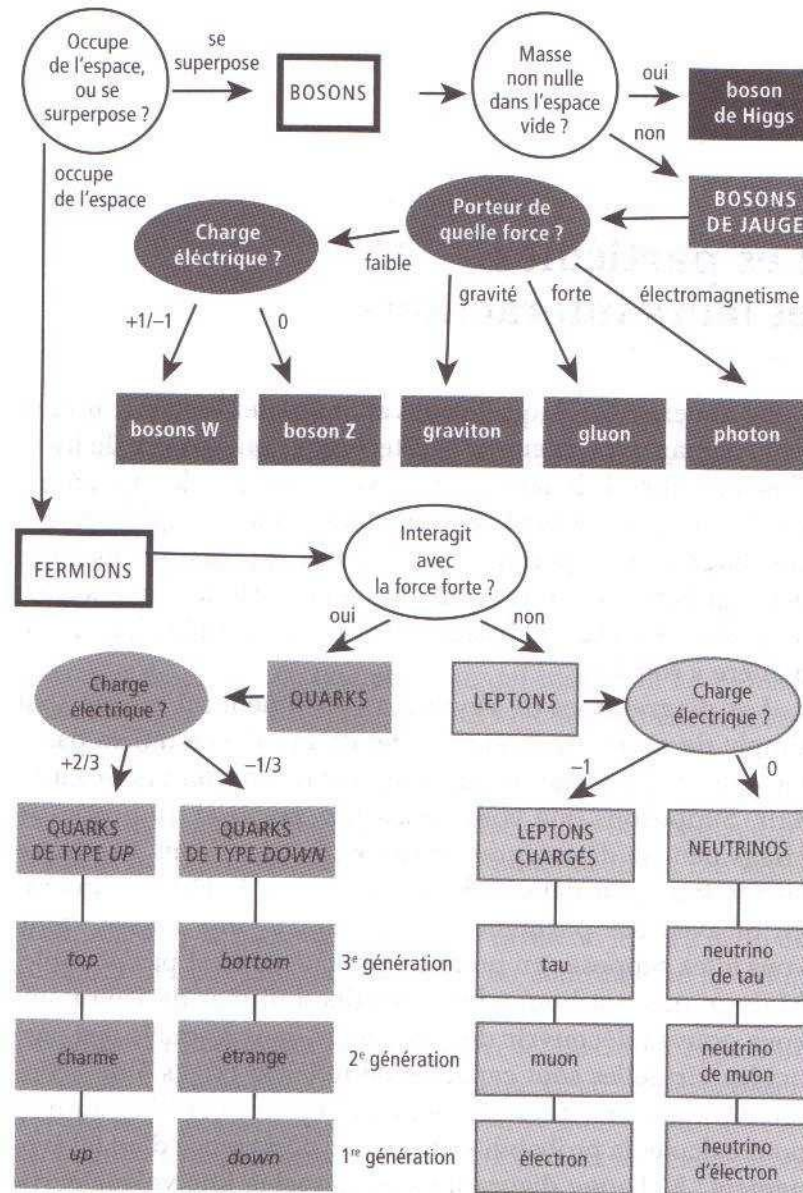 Occupe
de l'espace,
ou se
surperpose ?
se
superpose
BOSONS
Masse
non nulle
dans l'espace
vide ?
oui
boson
de Higgs
non
BOSONS
DE JAUGE
occupe
de l'espace
Porteur de
quelle force ?
Charge
éléctrique ?
faible
gravité
forte
électromagnetisme
+1/–1
0
bosons W
boson Z
graviton
gluon
photon
FERMIONS
Interagit
avec
la force forte ?
oui
non
Charge
électrique ?
QUARKS
LEPTONS
Charge
électrique ?
+2/3
–1/3
–1
0
QUARKS
DE TYPE UP
QUARKS
DE TYPE DOWN
LEPTONS
CHARGÉS
NEUTRINOS
top
bottom
3e génération
tau
neutrino
de tau
charme
étrange
2e génération
muon
neutrino
de muon
up
down
1re génération
électron
neutrino
d'électron